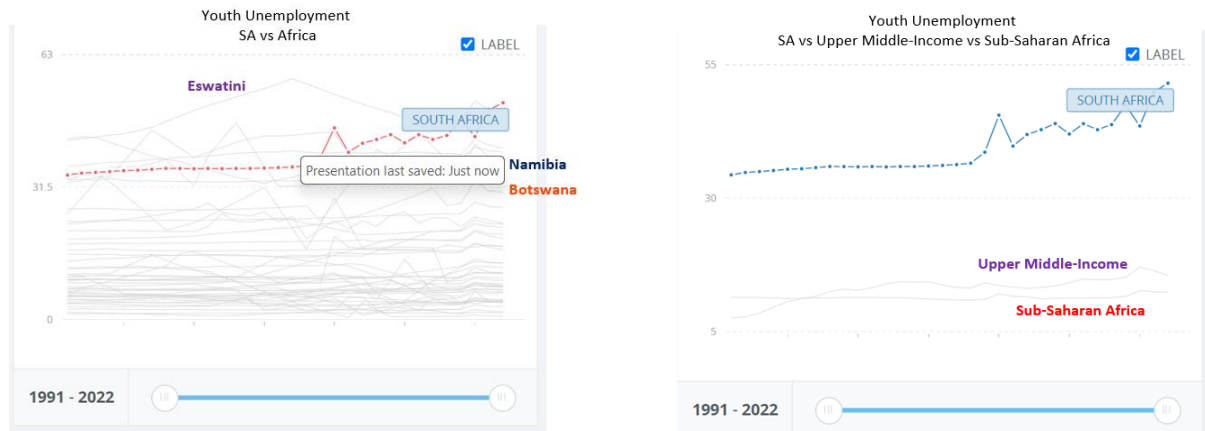 Youth Unemployment
SA vs Africa
LABEL
63
Eswatini
SOUTH AFRICA
Presentation last saved: Just now
Namibia
Botswana
31.5
0
1991 - 2022
Youth Unemployment
SA vs Upper Middle-Income vs Sub-Saharan Africa
LABEL
55
SOUTH AFRICA
30
Upper Middle-Income
Sub-Saharan Africa
5
1991 - 2022